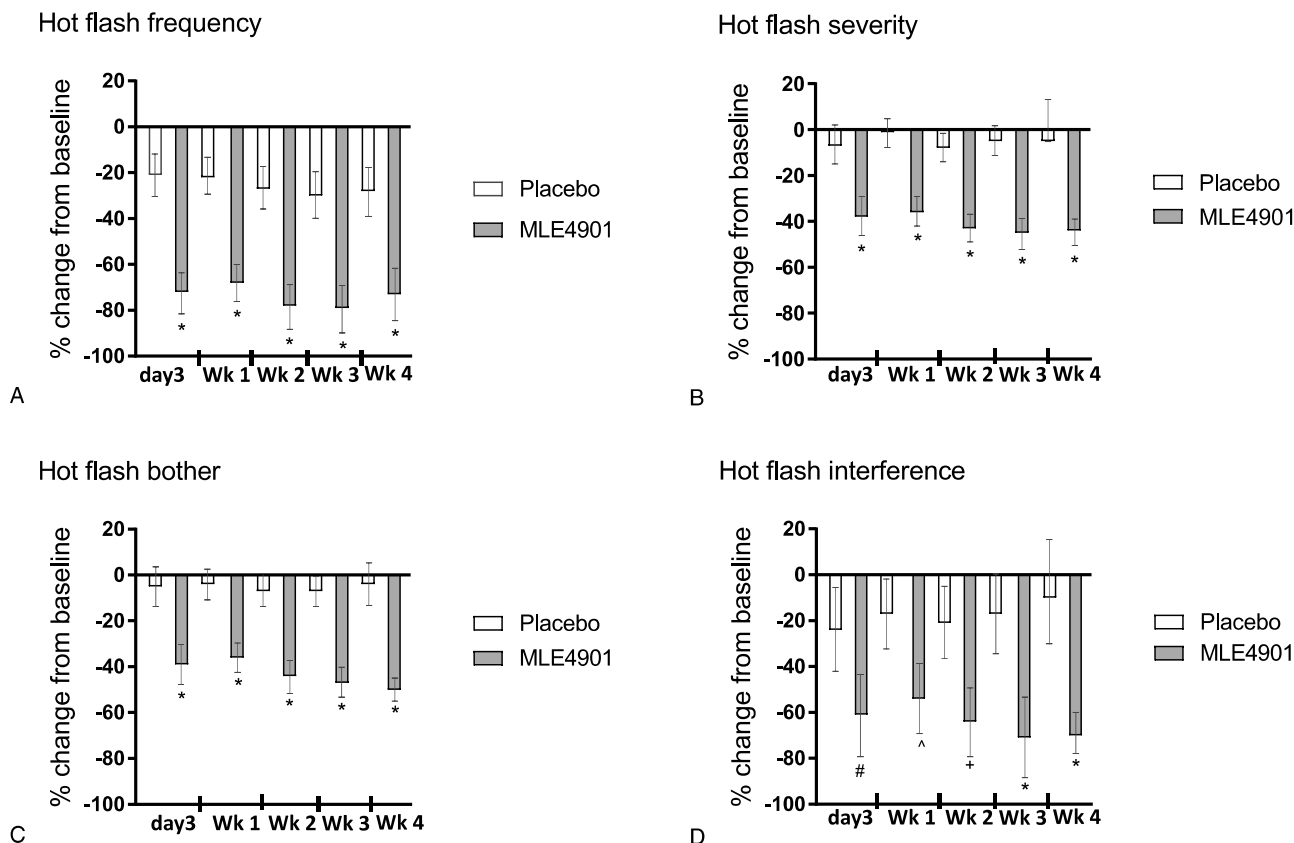 Hot flash frequency
% change from baseline
20
0
-20
-40
-60
-80
-100
* * * * *
day3 Wk 1 Wk 2 Wk 3 Wk 4
Placebo
MLE4901
A
Hot flash severity
% change from baseline
20
0
-20
-40
-60
-80
-100
* * * * *
day3 Wk 1 Wk 2 Wk 3 Wk 4
Placebo
MLE4901
B
Hot flash bother
% change from baseline
20
0
-20
-40
-60
-80
-100
* * * * *
day3 Wk 1 Wk 2 Wk 3 Wk 4
Placebo
MLE4901
C
Hot flash interference
% change from baseline
20
0
-20
-40
-60
-80
-100
# ^ + * *
day3 Wk 1 Wk 2 Wk 3 Wk 4
Placebo
MLE4901
D